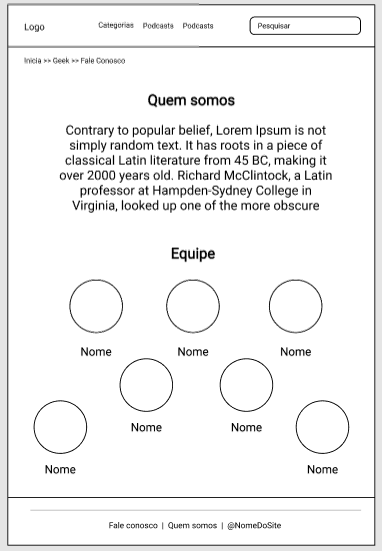 Logo
Categorias Podcasts Podcasts
Pesquisar
Inicia >> Geek >> Fale Conosco
Quem somos
Contrary to popular belief, Lorem Ipsum is not
simply random text. It has roots in a piece of
classical Latin literature from 45 BC, making it
over 2000 years old. Richard McClintock, a Latin
professor at Hampden-Sydney College in
Virginia, looked up one of the more obscure
Equipe
Nome Nome Nome
Nome Nome
Nome Nome
Fale conosco | Quem somos | @NomeDoSite